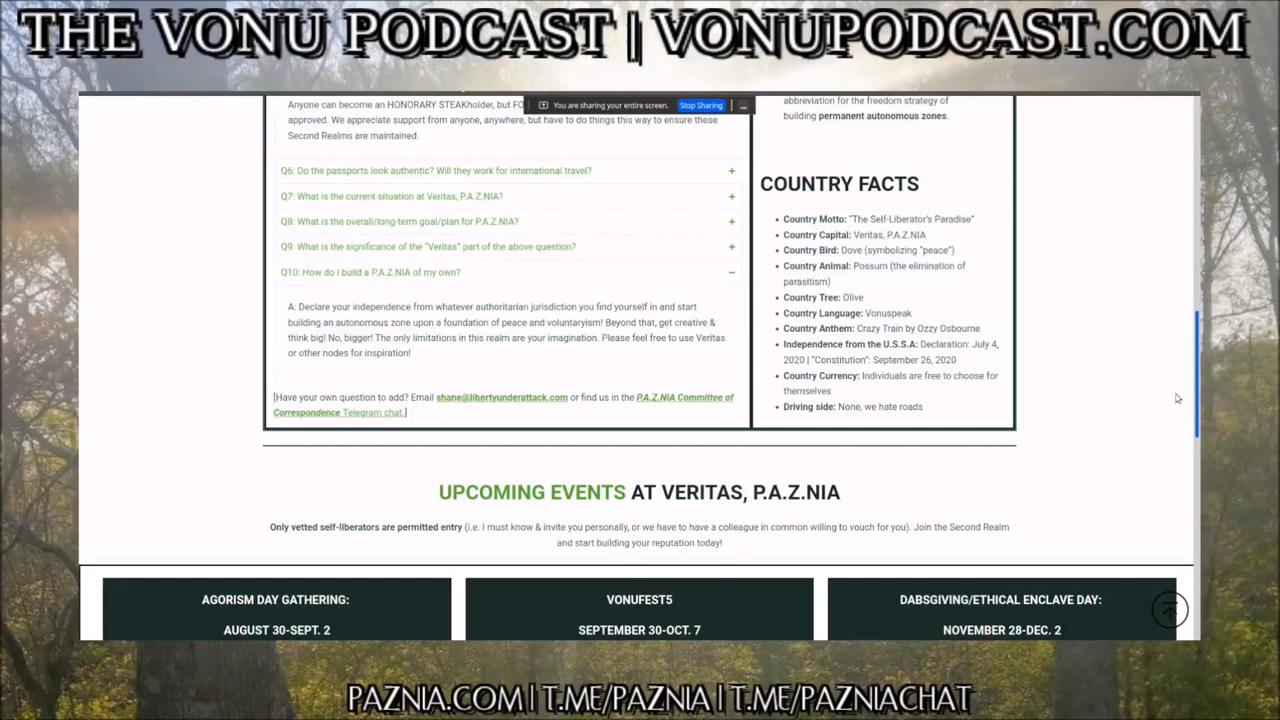 THE VONU PODCAST | VONUPODCAST.COM
Anyone can become an HONORARY STEAKholder, but FO
You are sharing your entire screen. Stop Sharing
approved. We appreciate support from anyone, anywhere, but have to do things this way to ensure these
Second Realms are maintained.
Q6: Do the passports look authentic? Will they work for international travel? +
Q7: What is the current situation at Veritas, P.A.Z.NIA? +
Q8: What is the overall/long-term goal/plan for P.A.Z.NIA? +
Q9: What is the significance of the “Veritas” part of the above question? +
Q10: How do I build a P.A.Z.NIA of my own? −
A: Declare your independence from whatever authoritarian jurisdiction you find yourself in and start
building an autonomous zone upon a foundation of peace and voluntaryism! Beyond that, get creative &
think big! No, bigger! The only limitations in this realm are your imagination. Please feel free to use Veritas
or other nodes for inspiration!
[Have your own question to add? Email shane@libertyunderattack.com or find us in the P.A.Z.NIA Committee of
Correspondence Telegram chat.]
abbreviation for the freedom strategy of
building permanent autonomous zones.
COUNTRY FACTS
• Country Motto: “The Self-Liberator's Paradise”
• Country Capital: Veritas, P.A.Z.NIA
• Country Bird: Dove (symbolizing “peace”)
• Country Animal: Possum (the elimination of
parasitism)
• Country Tree: Olive
• Country Language: Vonuspeak
• Country Anthem: Crazy Train by Ozzy Osbourne
• Independence from the U.S.S.A: Declaration: July 4,
2020 | “Constitution”: September 26, 2020
• Country Currency: Individuals are free to choose for
themselves
• Driving side: None, we hate roads
UPCOMING EVENTS AT VERITAS, P.A.Z.NIA
Only vetted self-liberators are permitted entry (i.e. I must know & invite you personally, or we have to have a colleague in common willing to vouch for you). Join the Second Realm
and start building your reputation today!
AGORISM DAY GATHERING:
AUGUST 30-SEPT. 2
VONUFEST5
SEPTEMBER 30-OCT. 7
DABSGIVING/ETHICAL ENCLAVE DAY:
NOVEMBER 28-DEC. 2
PAZNIA.COM | T.ME/PAZNIA | T.ME/PAZNIACHAT